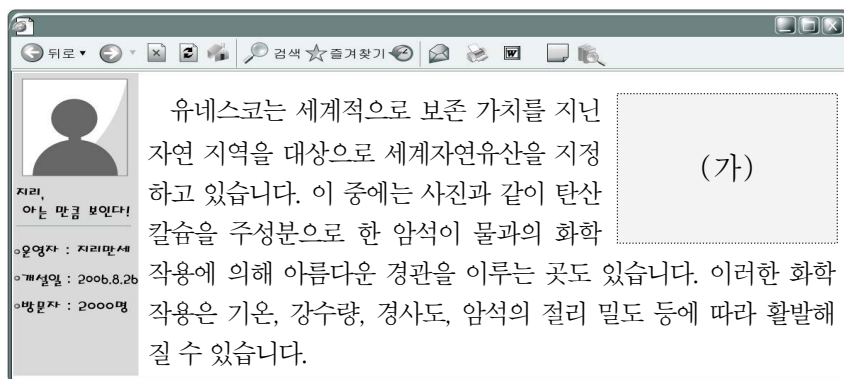 뒤로 검색 즐겨찾기
유네스코는 세계적으로 보존 가치를 지닌
자연 지역을 대상으로 세계자연유산을 지정
하고 있습니다. 이 중에는 사진과 같이 탄산
칼슘을 주성분으로 한 암석이 물과의 화학
작용에 의해 아름다운 경관을 이루는 곳도 있습니다. 이러한 화학
작용은 기온, 강수량, 경사도, 암석의 절리 밀도 등에 따라 활발해
질 수 있습니다.
(가)
지리,
아는 만큼 보인다!
◦운영자 : 지리만세
◦개설일 : 2006.8.26
◦방문자 : 2000명